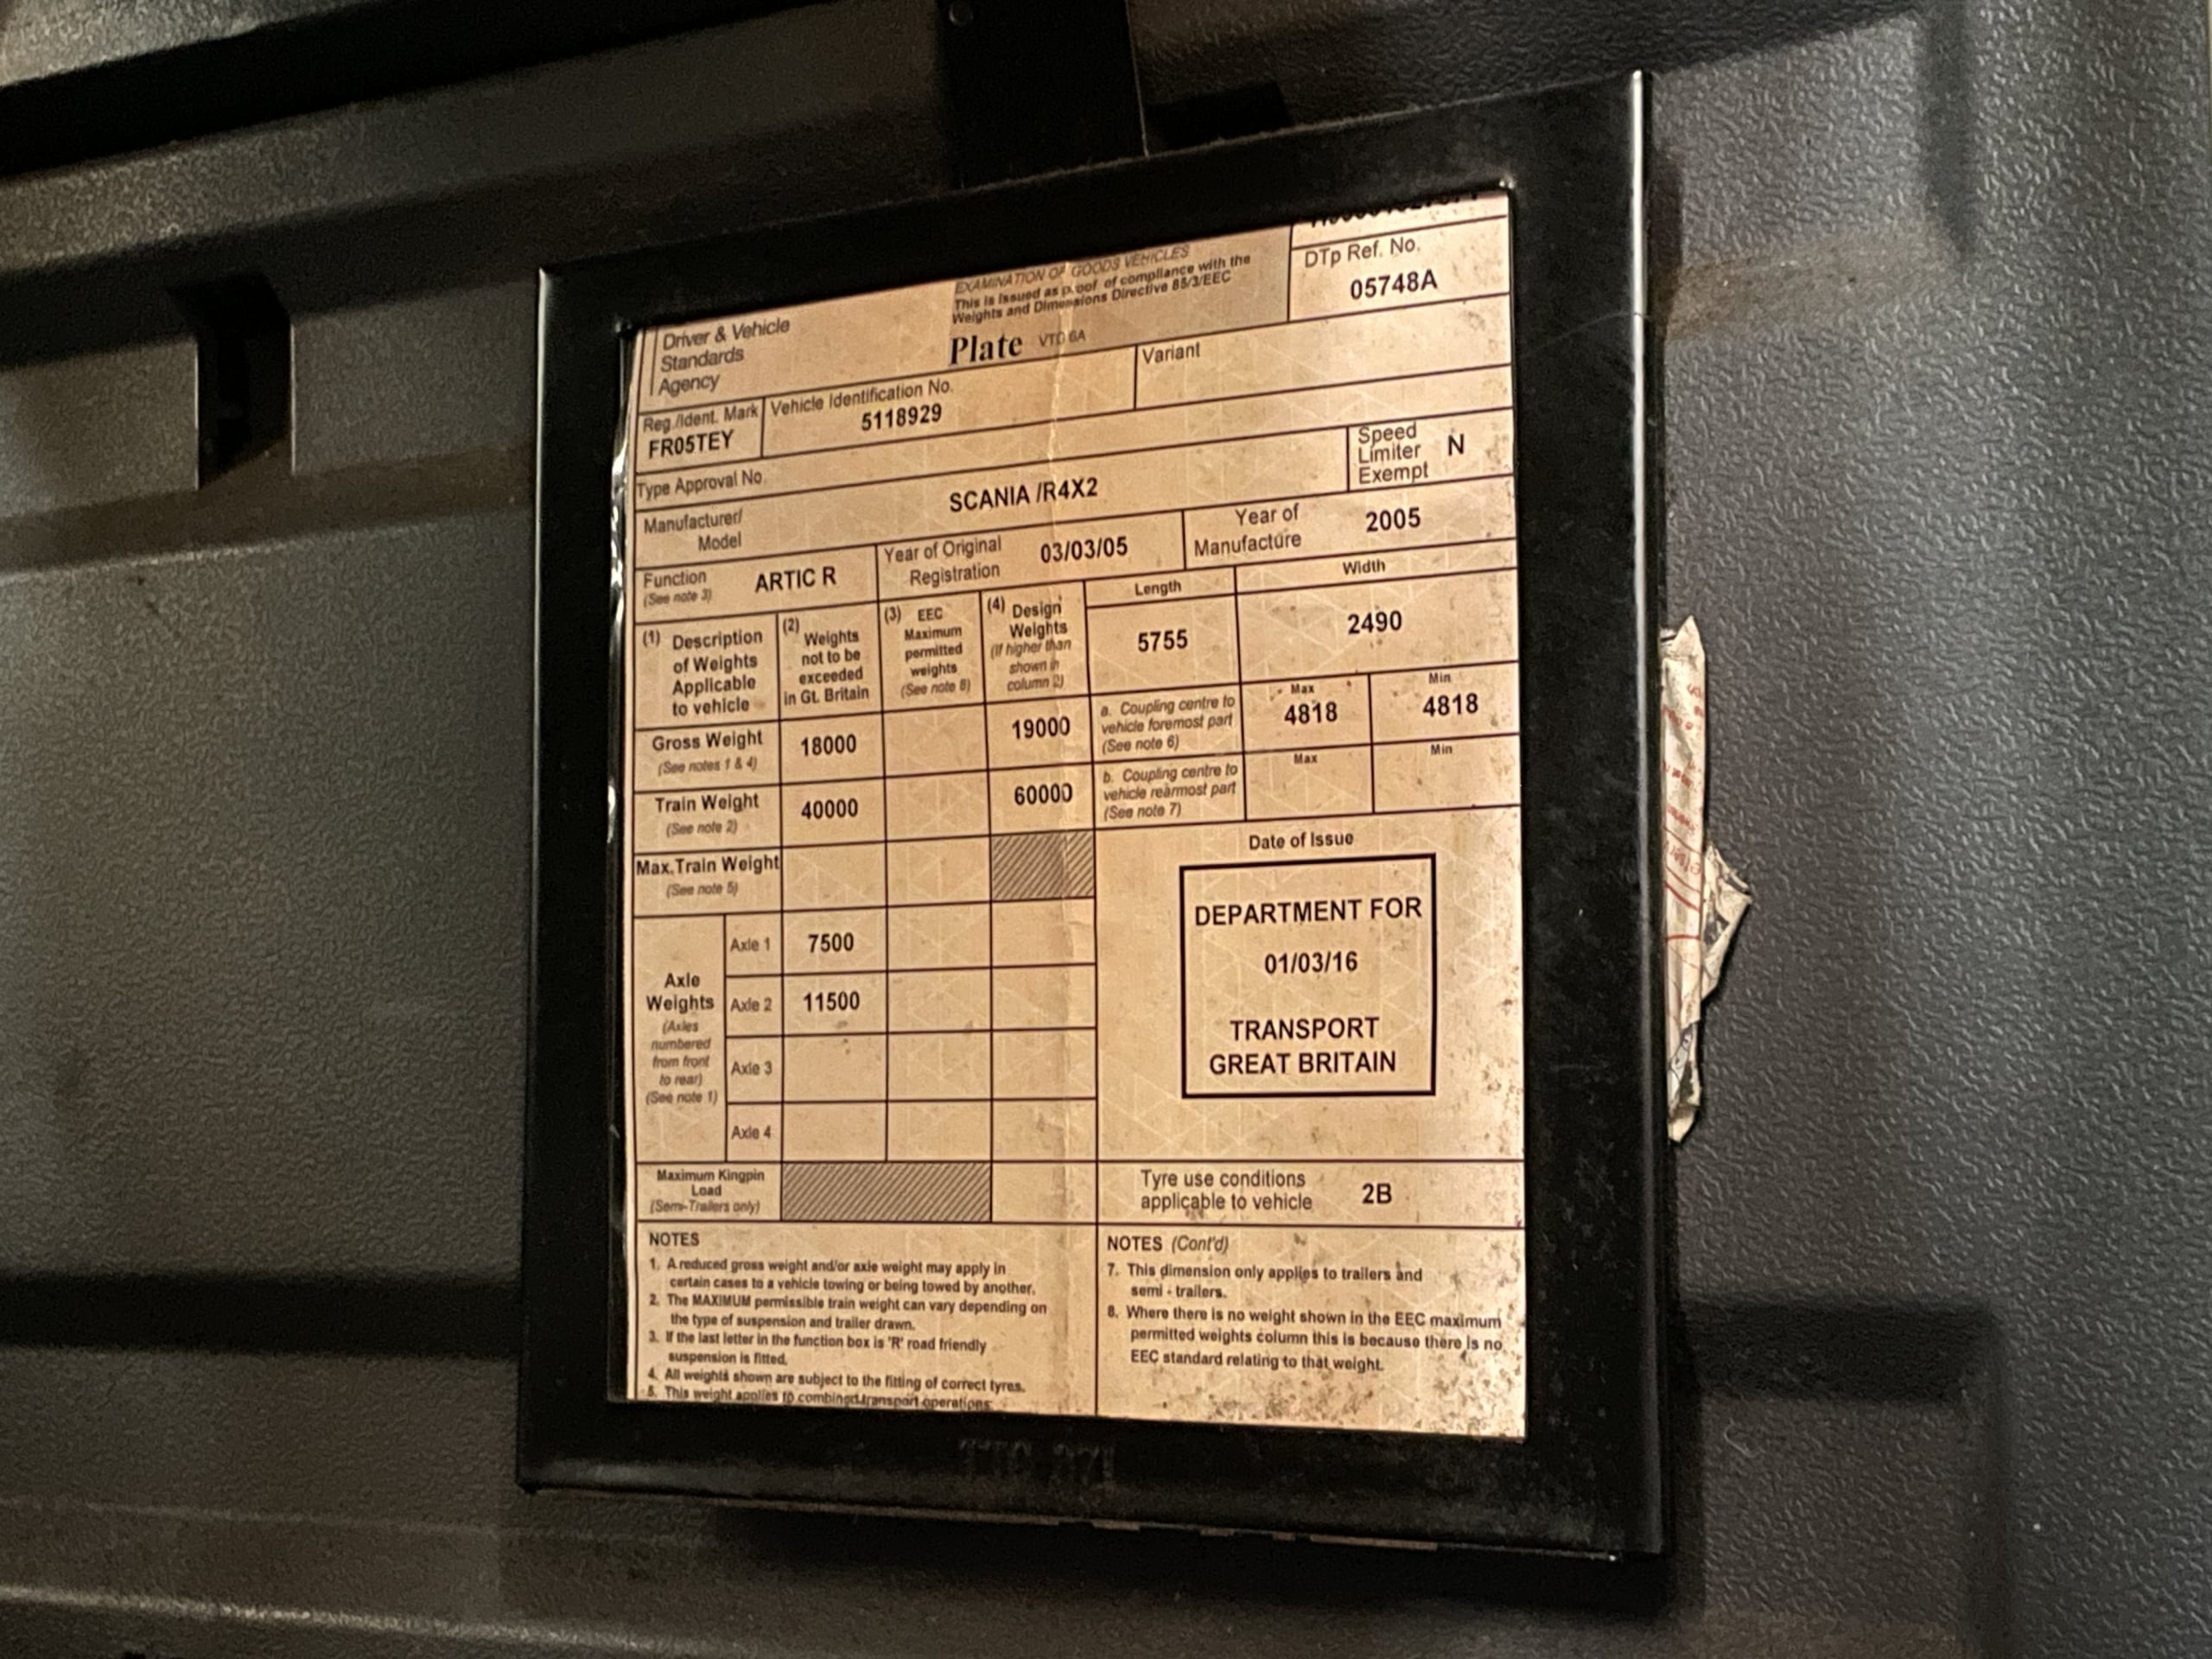 EXAMINATION OF GOODS VEHICLES
This is issued as proof of compliance with the
Weights and Dimensions Directive 85/3/EEC
DTp Ref. No.
05748A
Driver & Vehicle
Standards
Agency
Plate VTG 6A
Reg./Ident. Mark
FR05TEY
Vehicle Identification No.
5118929
Variant
Type Approval No.
Speed
Limiter
Exempt
N
Manufacturer/
Model
SCANIA /R4X2
Function
(See note 3)
ARTIC R
Year of Original
Registration
03/03/05
Year of
Manufacture
2005
(1) Description
of Weights
Applicable
to vehicle
(2)
Weights
not to be
exceeded
in Gt. Britain
(3) EEC
Maximum
permitted
weights
(See note 8)
(4) Design
Weights
(If higher than
shown in
column 2)
Length
5755
Width
2490
Gross Weight
(See notes 1 & 4)
18000
19000
a. Coupling centre to
vehicle foremost part
(See note 6)
Max
4818
Min
4818
Train Weight
(See note 2)
40000
60000
b. Coupling centre to
vehicle rearmost part
(See note 7)
Max
Min
Max.Train Weight
(See note 5)
Date of Issue
DEPARTMENT FOR
01/03/16
TRANSPORT
GREAT BRITAIN
Axle
Weights
(Axles
numbered
from front
to rear)
(See note 1)
Axle 1
7500
Axle 2
11500
Axle 3
Axle 4
Maximum Kingpin
Load
(Semi-Trailers only)
Tyre use conditions
applicable to vehicle
2B
NOTES
1. A reduced gross weight and/or axle weight may apply in
certain cases to a vehicle towing or being towed by another.
2. The MAXIMUM permissible train weight can vary depending on
the type of suspension and trailer drawn.
3. If the last letter in the function box is 'R' road friendly
suspension is fitted.
4. All weights shown are subject to the fitting of correct tyres.
5. This weight applies to combined transport operations.
NOTES (Cont'd)
7. This dimension only applies to trailers and
semi - trailers.
8. Where there is no weight shown in the EEC maximum
permitted weights column this is because there is no
EEC standard relating to that weight.